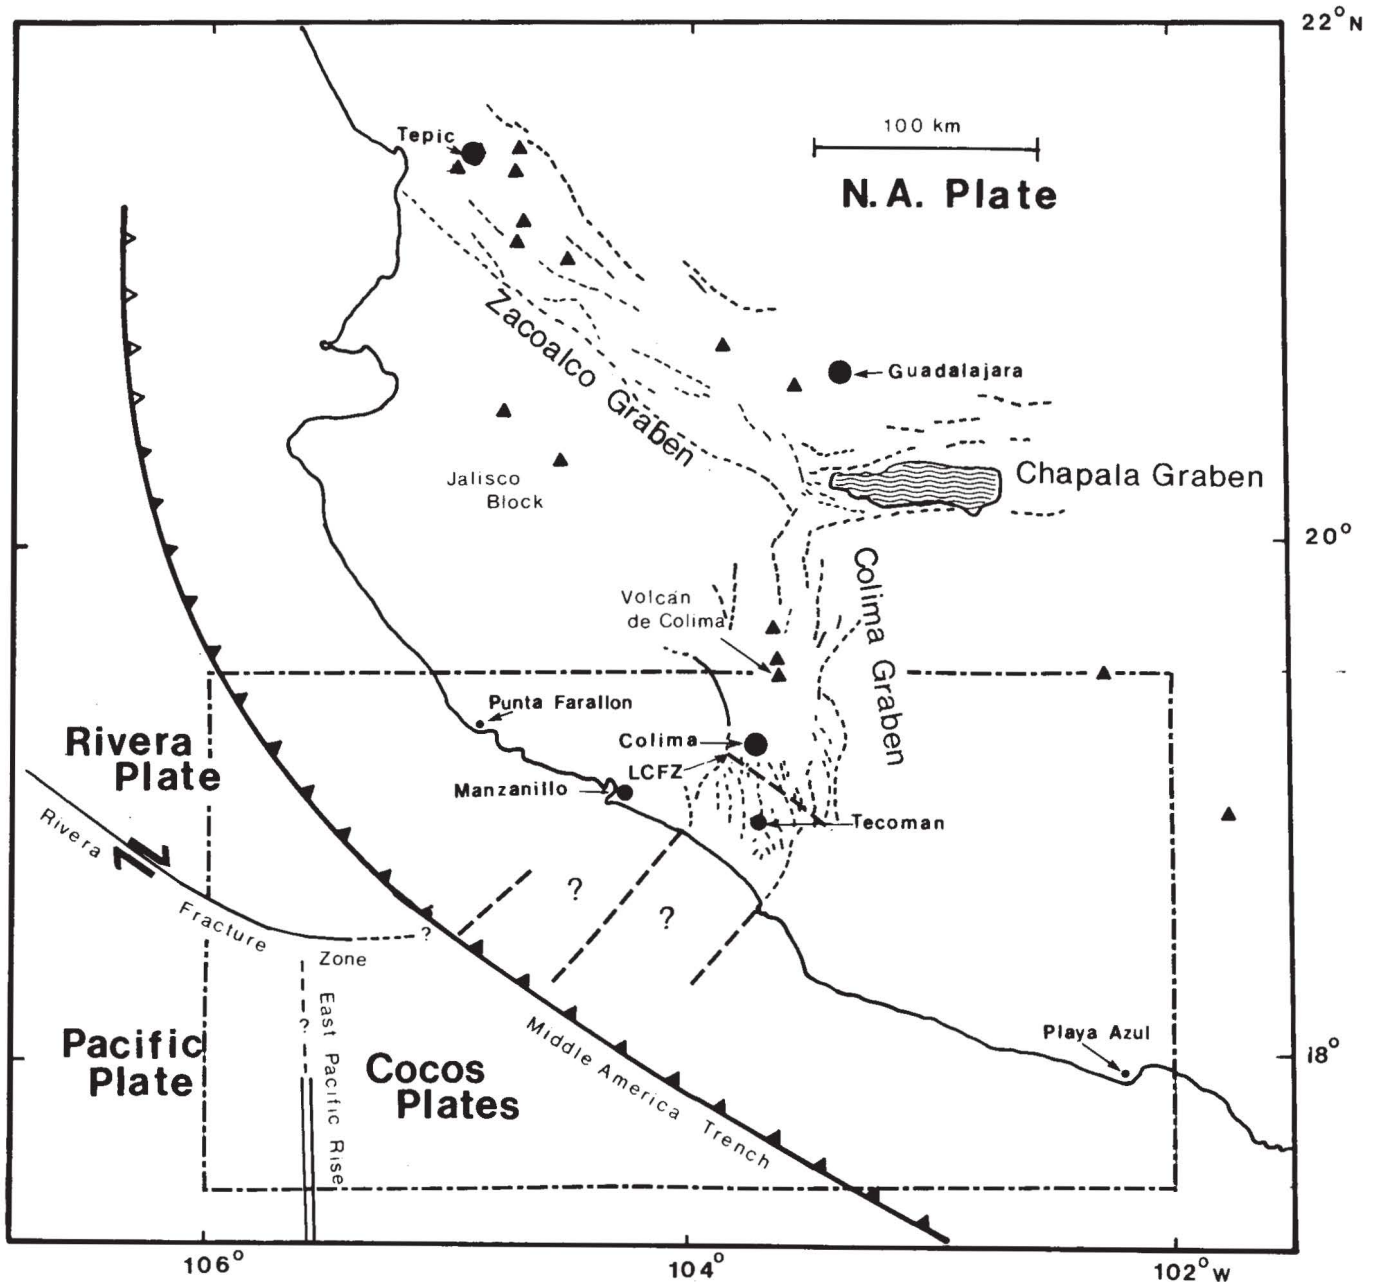 22°N
Tepic
100 km
N.A. Plate
Zacoalco Graben
Guadalajara
Chapala Graben
Jalisco
Block
20°
Colima Graben
Volcán
de Colima
Punta Farallon
Rivera
Plate
Colima
LCFZ
Manzanillo
Tecoman
Rivera
Fracture
Zone
?
?
?
?
East Pacific Rise
Pacific
Plate
Cocos
Plates
Middle America Trench
Playa Azul
18°
106°
104°
102°W